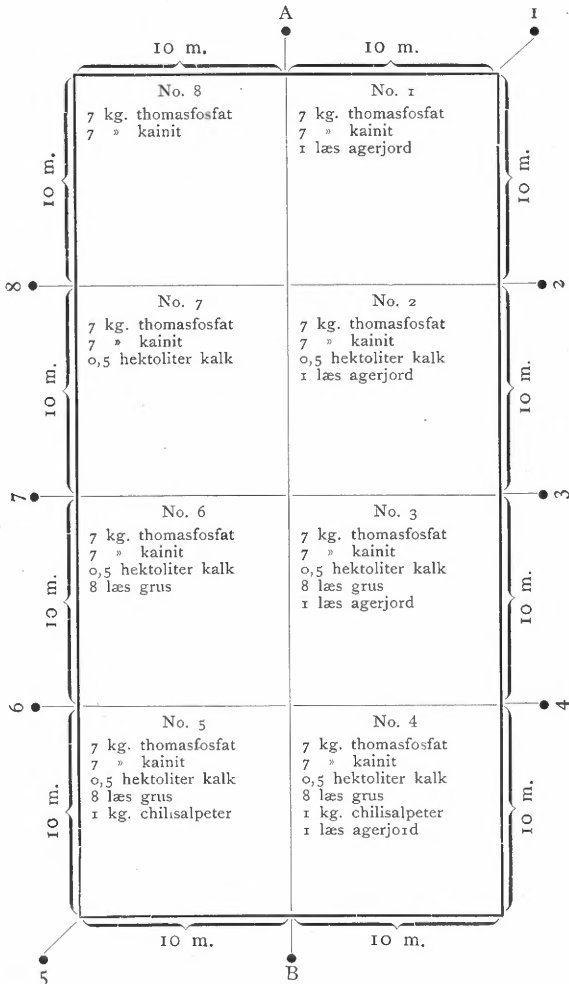 A
1
10 m.
10 m.
No. 8
7 kg. thomasfosfat
7 » kainit
No. 1
7 kg. thomasfosfat
7 » kainit
1 læs agerjord
10 m.
10 m.
8
2
No. 7
7 kg. thomasfosfat
7 » kainit
0,5 hektoliter kalk
No. 2
7 kg. thomasfosfat
7 » kainit
0,5 hektoliter kalk
1 læs agerjord
10 m.
10 m.
7
3
No. 6
7 kg. thomasfosfat
7 » kainit
0,5 hektoliter kalk
8 læs grus
No. 3
7 kg. thomasfosfat
7 » kainit
0,5 hektoliter kalk
8 læs grus
1 læs agerjord
10 m.
10 m.
6
4
No. 5
7 kg. thomasfosfat
7 » kainit
0,5 hektoliter kalk
8 læs grus
1 kg. chilisalpeter
No. 4
7 kg. thomasfosfat
7 » kainit
0,5 hektoliter kalk
8 læs grus
1 kg. chilisalpeter
1 læs agerjord
10 m.
10 m.
10 m.
10 m.
5
B